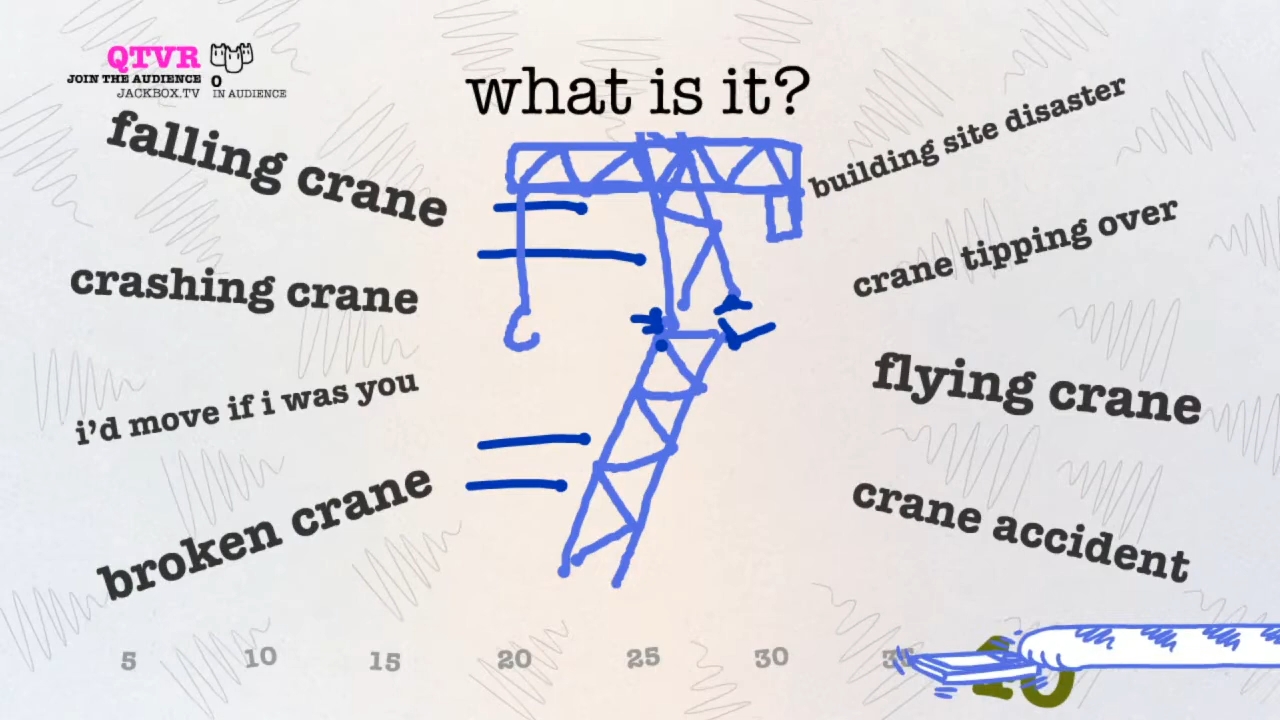 QTVR
JOIN THE AUDIENCE
JACKBOX.TV
0
IN AUDIENCE
what is it?
falling crane
crashing crane
i'd move if i was you
broken crane
building site disaster
crane tipping over
flying crane
crane accident
5 10 15 20 25 30